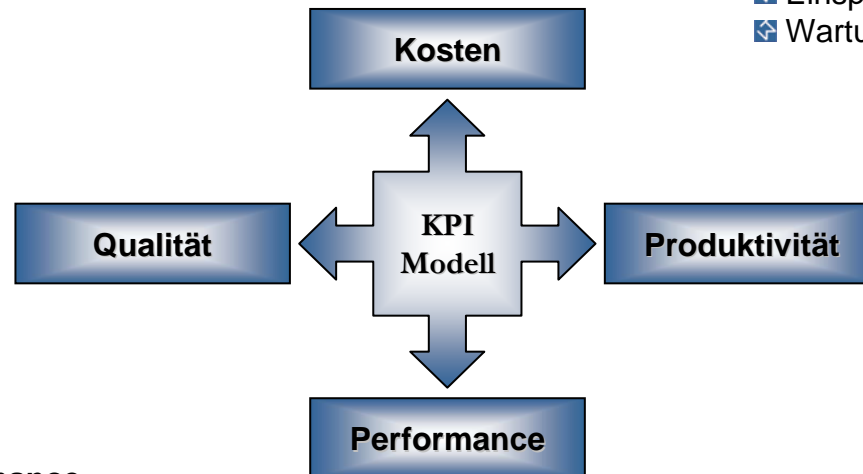 Kosten
Qualität
KPI
Modell
Produktivität
Performance